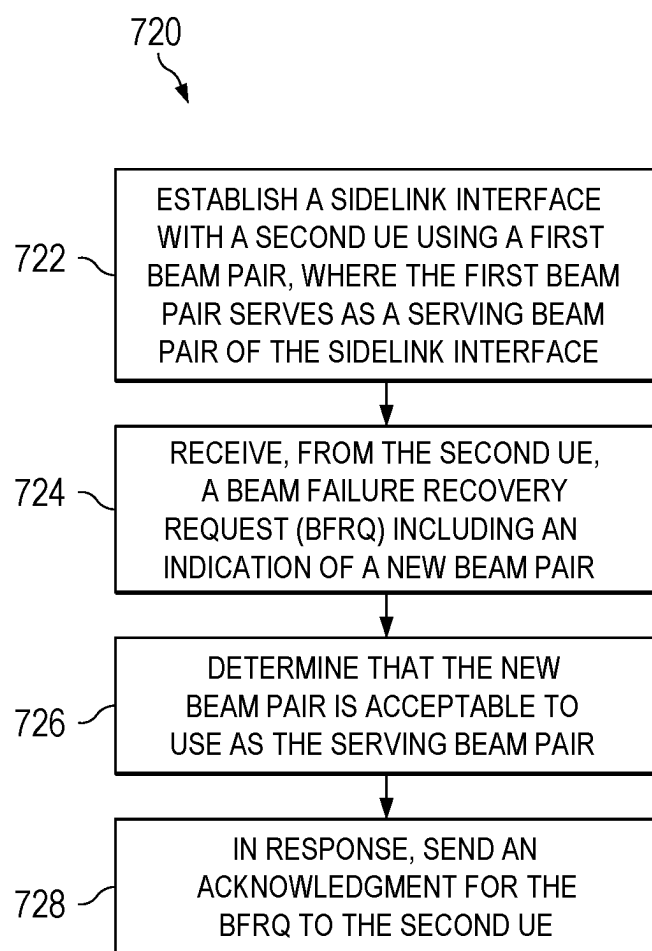 720
722
ESTABLISH A SIDELINK INTERFACE
WITH A SECOND UE USING A FIRST
BEAM PAIR, WHERE THE FIRST BEAM
PAIR SERVES AS A SERVING BEAM
PAIR OF THE SIDELINK INTERFACE
724
RECEIVE, FROM THE SECOND UE,
A BEAM FAILURE RECOVERY
REQUEST (BFRQ) INCLUDING AN
INDICATION OF A NEW BEAM PAIR
726
DETERMINE THAT THE NEW
BEAM PAIR IS ACCEPTABLE TO
USE AS THE SERVING BEAM PAIR
728
IN RESPONSE, SEND AN
ACKNOWLEDGMENT FOR THE
BFRQ TO THE SECOND UE